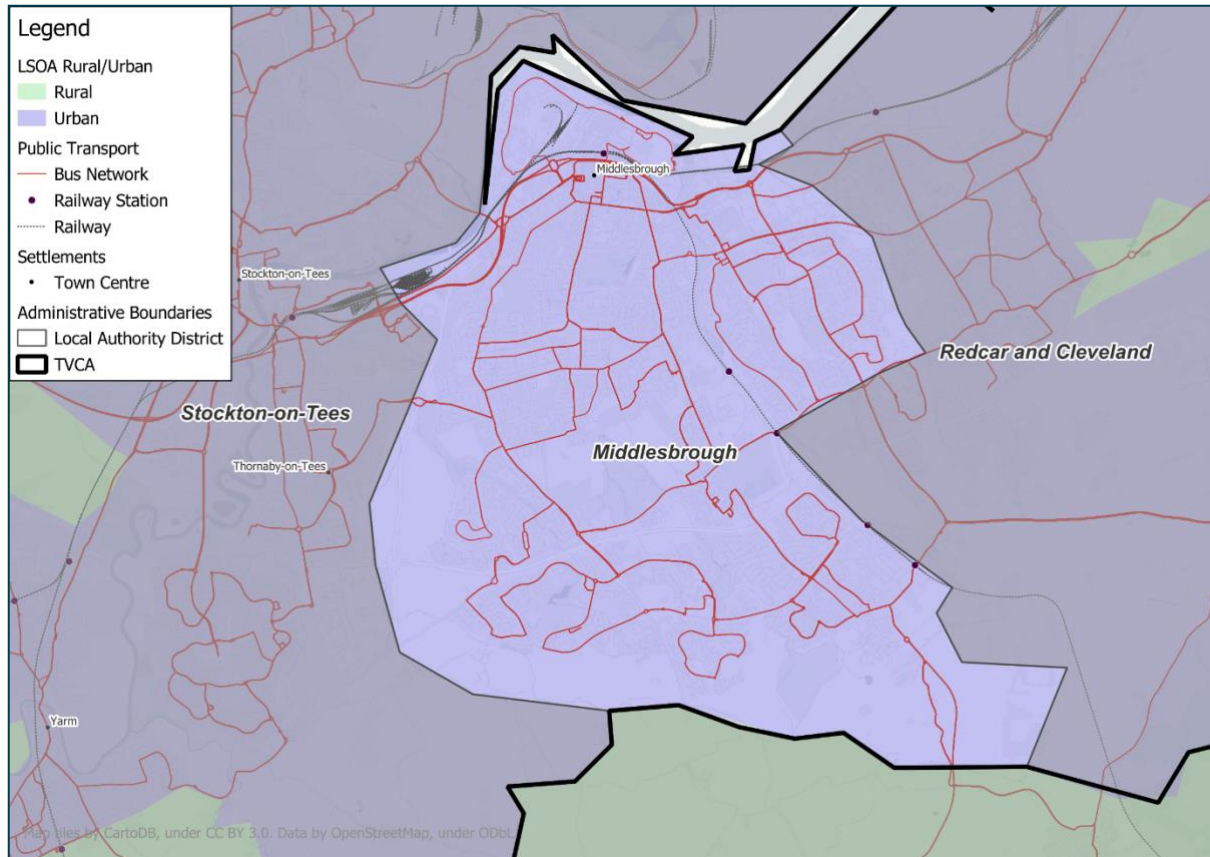 Legend
LSOA Rural/Urban
Rural
Urban
Public Transport
Bus Network
Railway Station
Railway
Settlements
Town Centre
Administrative Boundaries
Local Authority District
TVCA
Middlesbrough
Stockton-on-Tees
Redcar and Cleveland
Stockton-on-Tees
Middlesbrough
Thornaby-on-Tees
Yarm
Map tiles by CartoDB, under CC BY 3.0. Data by OpenStreetMap, under ODbL